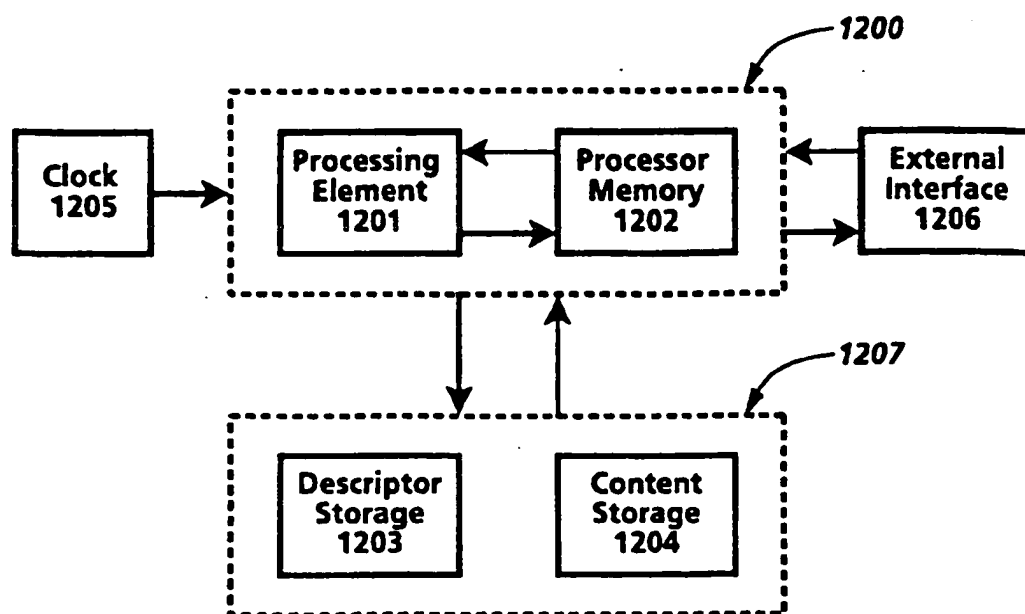 1200
Clock
1205
Processing
Element
1201
Processor
Memory
1202
External
Interface
1206
1207
Descriptor
Storage
1203
Content
Storage
1204